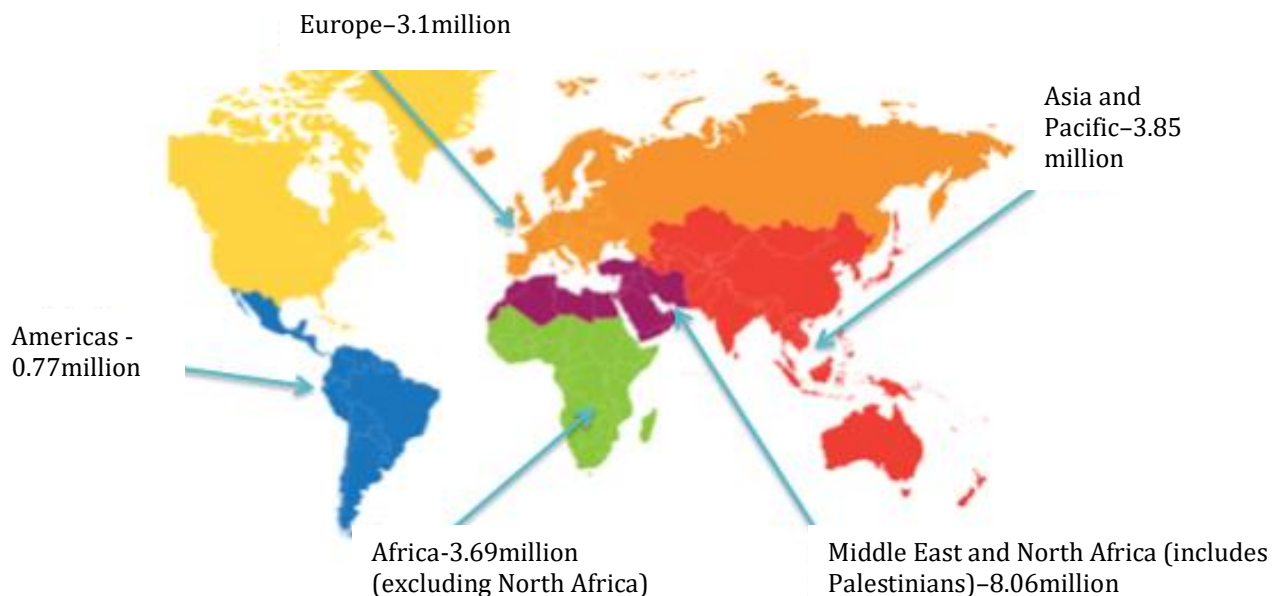 Europe–3.1million
Asia and
Pacific–3.85
million
Americas -
0.77million
Africa-3.69million
(excluding North Africa)
Middle East and North Africa (includes
Palestinians)–8.06million